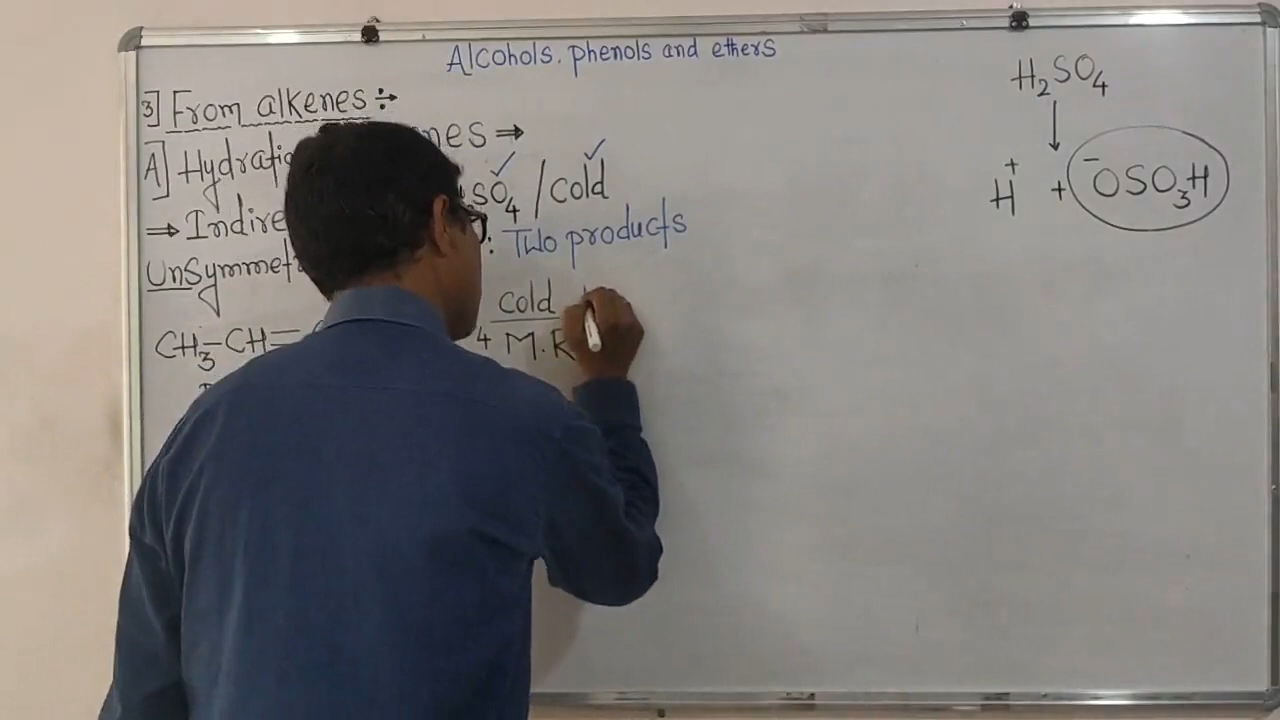 Alcohols. phenols and ethers
3] From alkenes ÷
A] Hydratio nes ⇒
SO4 / cold
⇒ Indire
UnSymmet : Two products
CH3-CH= 4 cold
M.R
H2SO4
↓
H+ + -OSO3H